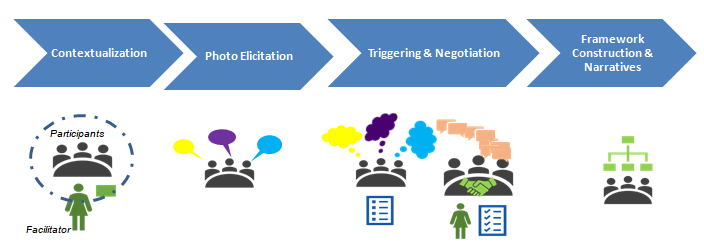 Contextualization
Photo Elicitation
Triggering & Negotiation
Framework
Construction &
Narratives
Participants
Facilitator